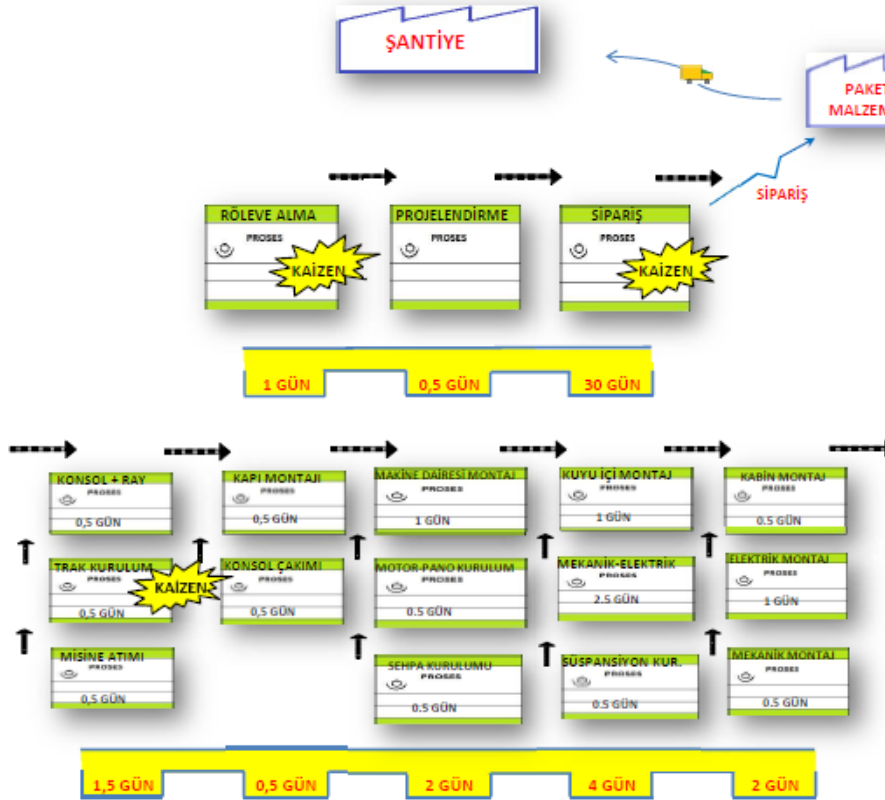 ŞANTİYE
PAKET
MALZEM
SİPARİŞ
RÖLEVE ALMA
PROSES
KAİZEN
PROJELENDİRME
PROSES
SİPARİŞ
PROSES
KAİZEN
1 GÜN
0,5 GÜN
30 GÜN
KONSOL + RAY
PROSES
0,5 GÜN
KAPI MONTAJI
PROSES
0,5 GÜN
MAKİNE DAİRESİ MONTAJ
PROSES
1 GÜN
KUYU İÇİ MONTAJ
PROSES
1 GÜN
KABİN MONTAJ
PROSES
0.5 GÜN
TRAK KURULUM
PROSES
0,5 GÜN
KAİZEN
KONSOL ÇAKIMI
PROSES
0,5 GÜN
MOTOR-PANO KURULUM
PROSES
0.5 GÜN
MEKANİK-ELEKTRİK
PROSES
2.5 GÜN
ELEKTRİK MONTAJ
PROSES
1 GÜN
MİSİNE ATIMI
PROSES
0,5 GÜN
SEHPA KURULUMU
PROSES
0.5 GÜN
SÜSPANSİYON KUR.
PROSES
0.5 GÜN
MEKANİK MONTAJ
PROSES
0.5 GÜN
1,5 GÜN
0,5 GÜN
2 GÜN
4 GÜN
2 GÜN